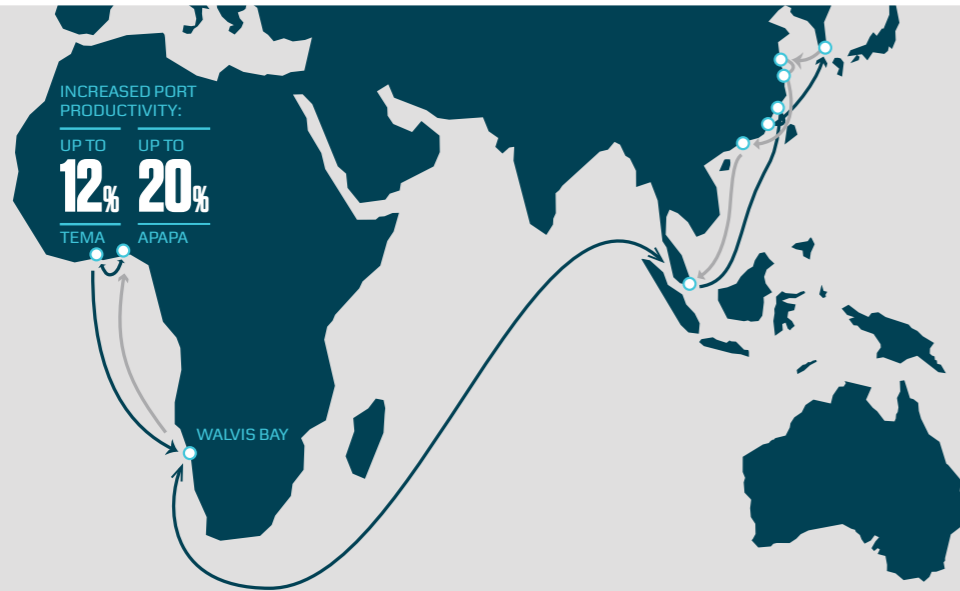 INCREASED PORT
PRODUCTIVITY:
UP TO
12%
TEMA
UP TO
20%
APAPA
WALVIS BAY